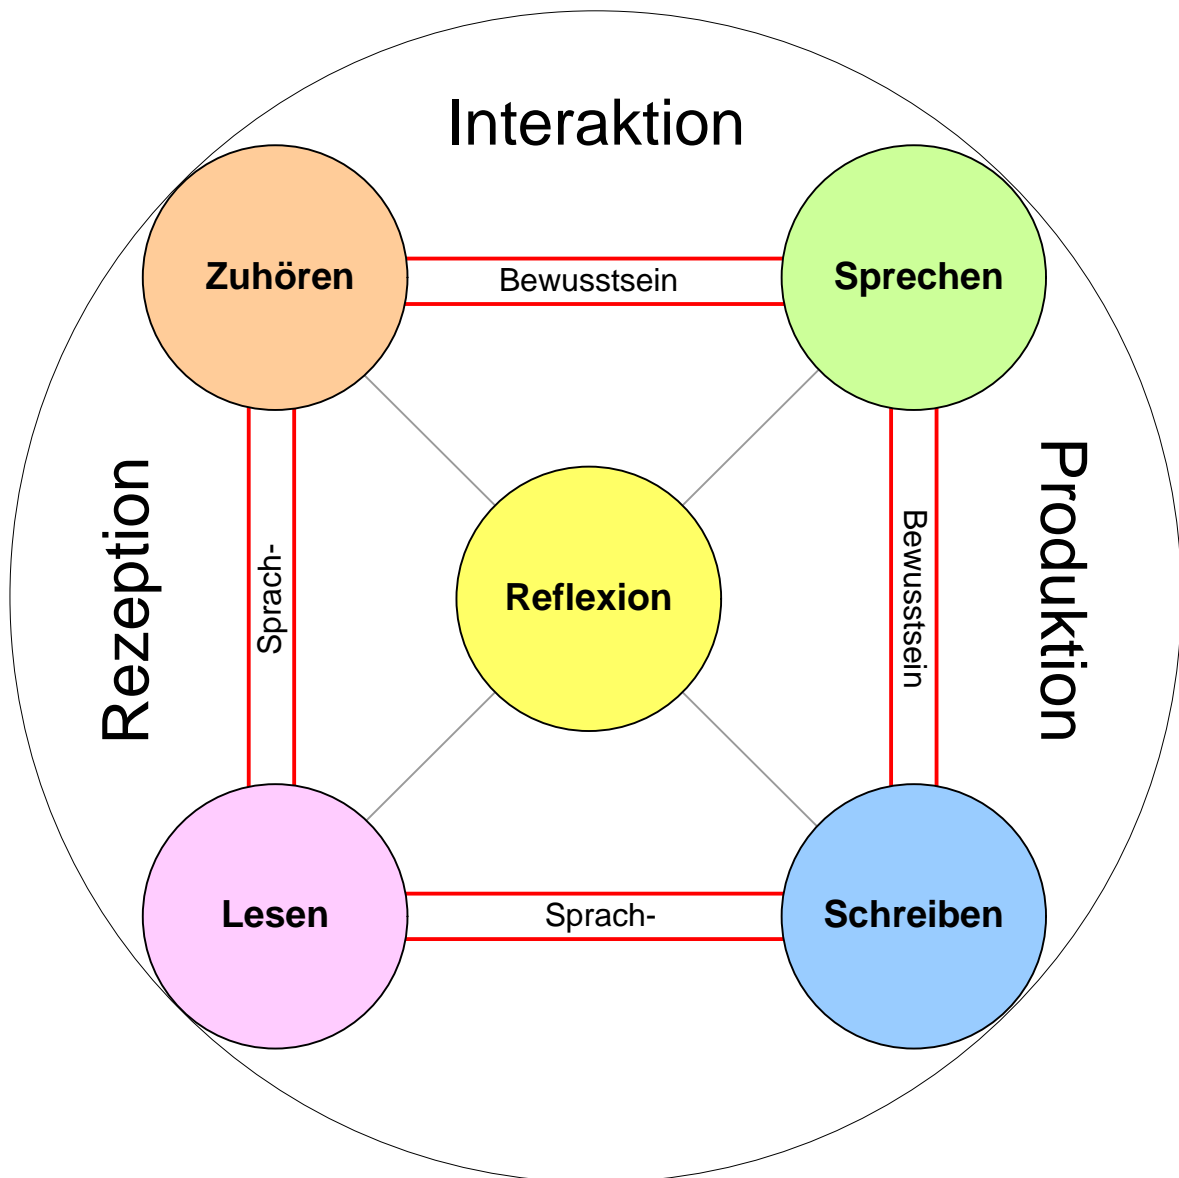 Interaktion
Zuhören
Bewusstsein
Sprechen
Rezeption
Sprach-
Reflexion
Bewusstsein
Produktion
Lesen
Sprach-
Schreiben